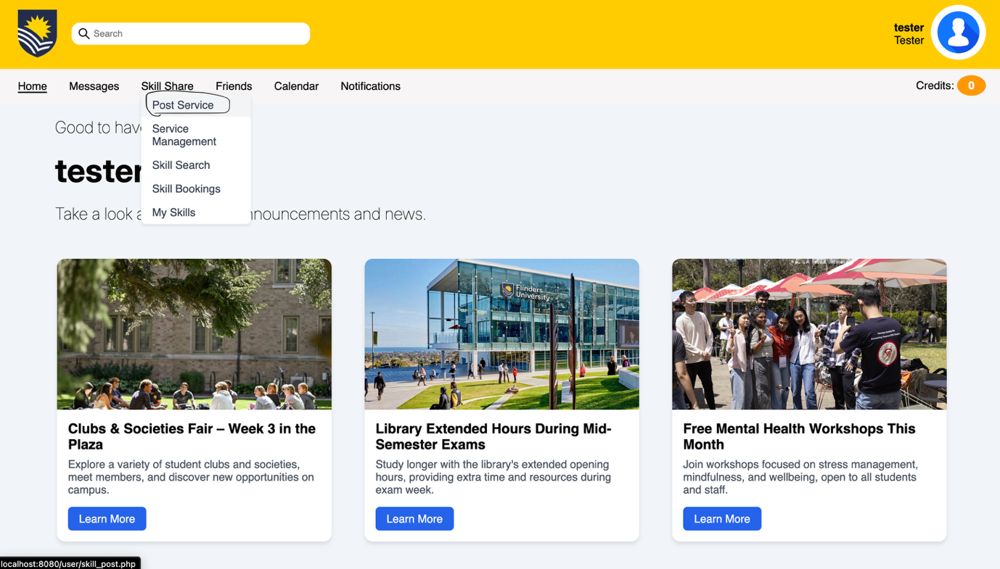 Search
tester
Tester
Home Messages Skill Share Friends Calendar Notifications
Credits: 0
Post Service
Service
Management
Skill Search
Skill Bookings
My Skills
Good to hav
tester
Take a look a nnouncements and news.
Flinders
University
Clubs & Societies Fair – Week 3 in the
Plaza
Explore a variety of student clubs and societies,
meet members, and discover new opportunities on
campus.
Learn More
Library Extended Hours During Mid-
Semester Exams
Study longer with the library's extended opening
hours, providing extra time and resources during
exam week.
Learn More
Free Mental Health Workshops This
Month
Join workshops focused on stress management,
mindfulness, and wellbeing, open to all students
and staff.
Learn More
localhost:8080/user/skill_post.php